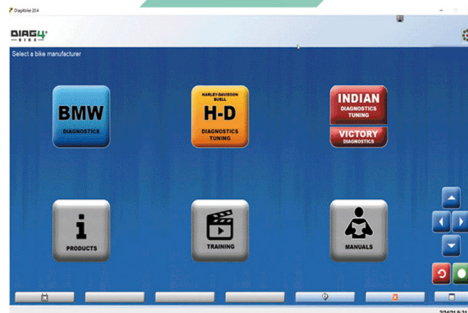 Diag4bike 20.4
DIAG4
BIKE
Select a bike manufacturer
BMW
DIAGNOSTICS
HARLEY-DAVIDSON
BUELL
H-D
DIAGNOSTICS
TUNING
INDIAN
DIAGNOSTICS
TUNING
VICTORY
DIAGNOSTICS
i
PRODUCTS
TRAINING
MANUALS